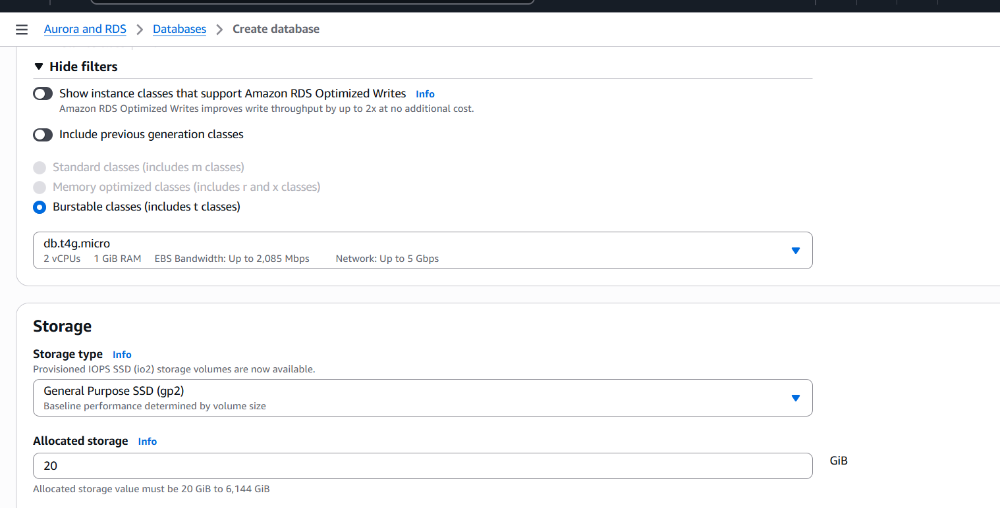 Aurora and RDS > Databases > Create database
Hide filters
Show instance classes that support Amazon RDS Optimized Writes Info
Amazon RDS Optimized Writes improves write throughput by up to 2x at no additional cost.
Include previous generation classes
Standard classes (includes m classes)
Memory optimized classes (includes r and x classes)
Burstable classes (includes t classes)
db.t4g.micro
2 vCPUs 1 GiB RAM EBS Bandwidth: Up to 2,085 Mbps Network: Up to 5 Gbps
Storage
Storage type Info
Provisioned IOPS SSD (io2) storage volumes are now available.
General Purpose SSD (gp2)
Baseline performance determined by volume size
Allocated storage Info
20 GiB
Allocated storage value must be 20 GiB to 6,144 GiB